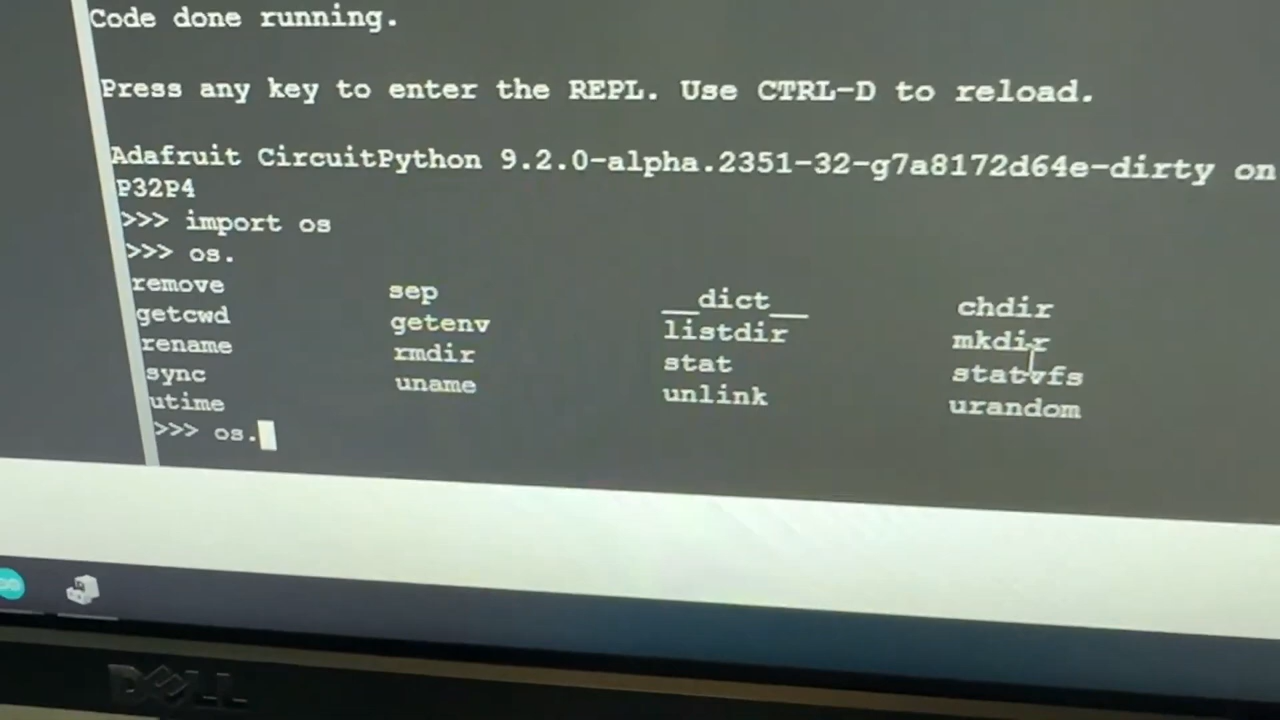 Code done running.
Press any key to enter the REPL. Use CTRL-D to reload.
Adafruit CircuitPython 9.2.0-alpha.2351-32-g7a8172d64e-dirty on
P32P4
>>> import os
>>> os.
remove sep __dict__ chdir
getcwd getenv listdir mkdir
rename rmdir stat statvfs
sync uname unlink urandom
utime
>>> os.
DELL